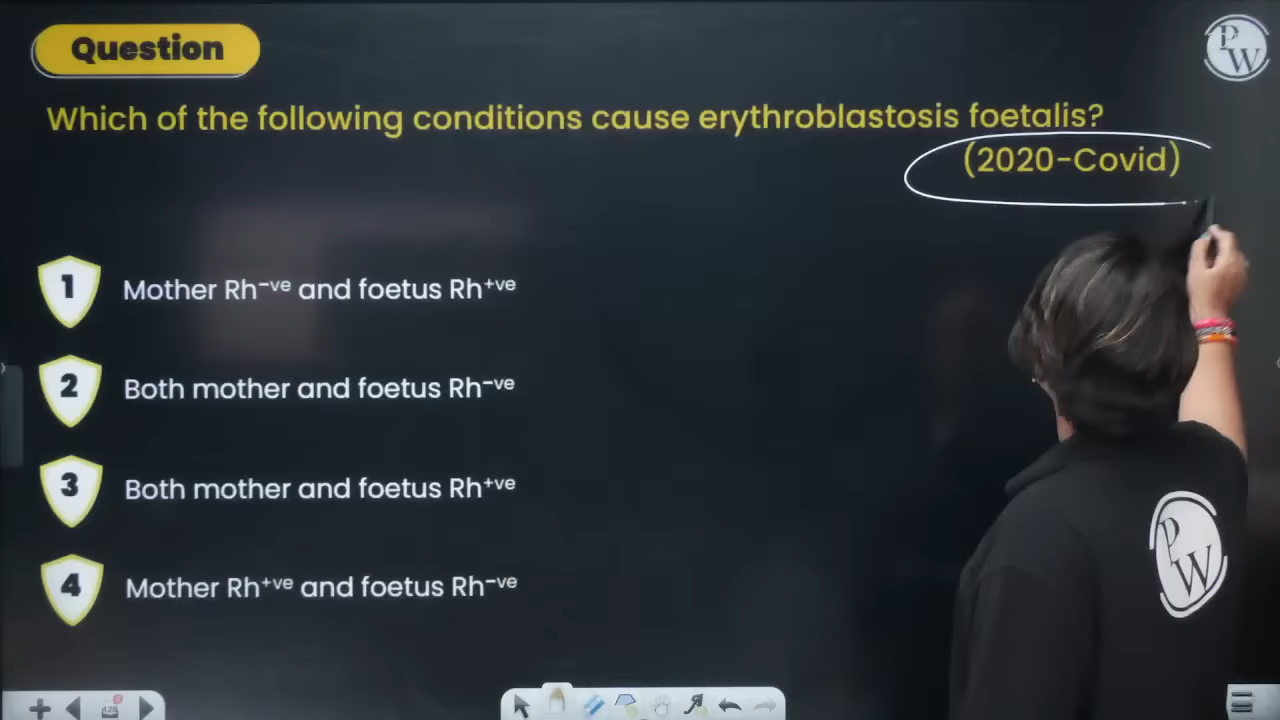 Question
PW
Which of the following conditions cause erythroblastosis foetalis?
(2020-Covid)
1 Mother Rh⁻ᵛᵉ and foetus Rh⁺ᵛᵉ
2 Both mother and foetus Rh⁻ᵛᵉ
3 Both mother and foetus Rh⁺ᵛᵉ
4 Mother Rh⁺ᵛᵉ and foetus Rh⁻ᵛᵉ
PW